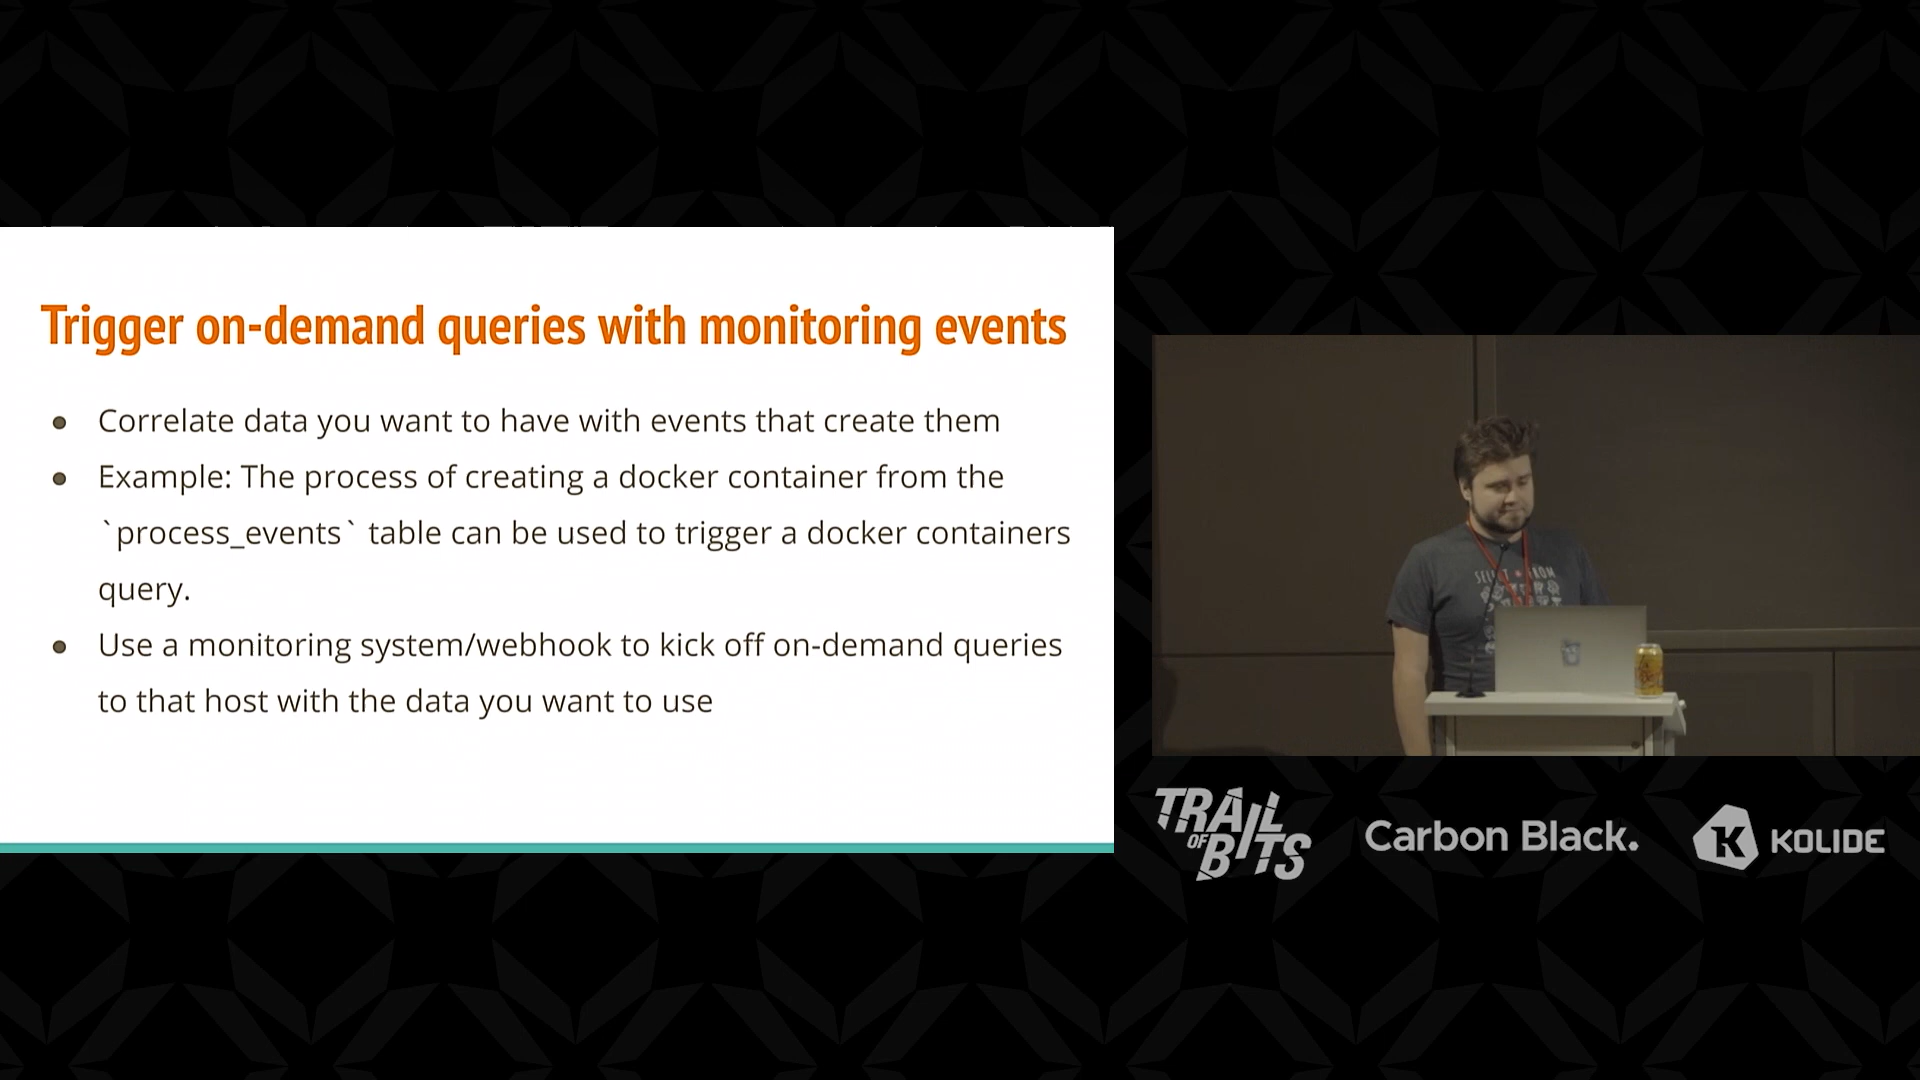 Trigger on-demand queries with monitoring events
● Correlate data you want to have with events that create them
● Example: The process of creating a docker container from the
`process_events` table can be used to trigger a docker containers
query.
● Use a monitoring system/webhook to kick off on-demand queries
to that host with the data you want to use
SELECT * FROM
TRAIL
OF
BITS
Carbon Black.
K KOLIDE